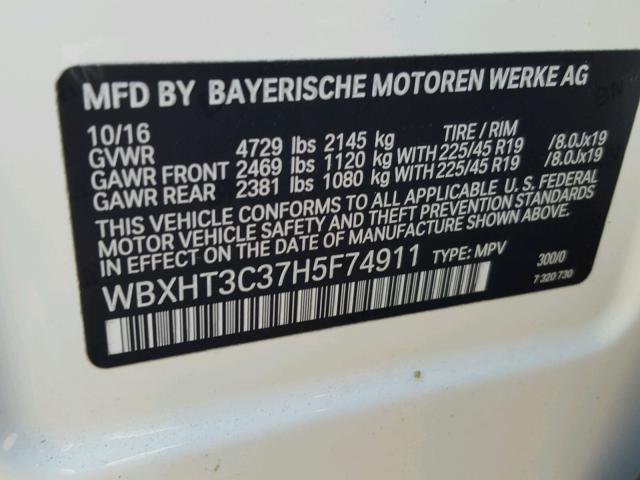 MFD BY BAYERISCHE MOTOREN WERKE AG
10/16 TIRE / RIM
GVWR 4729 lbs 2145 kg
GAWR FRONT 2469 lbs 1120 kg WITH 225/45 R19 /8.0Jx19
GAWR REAR 2381 lbs 1080 kg WITH 225/45 R19 /8.0Jx19
THIS VEHICLE CONFORMS TO ALL APPLICABLE U. S. FEDERAL
MOTOR VEHICLE SAFETY AND THEFT PREVENTION STANDARDS
IN EFFECT ON THE DATE OF MANUFACTURE SHOWN ABOVE.
WBXHT3C37H5F74911 TYPE: MPV 300/0
7 320 730